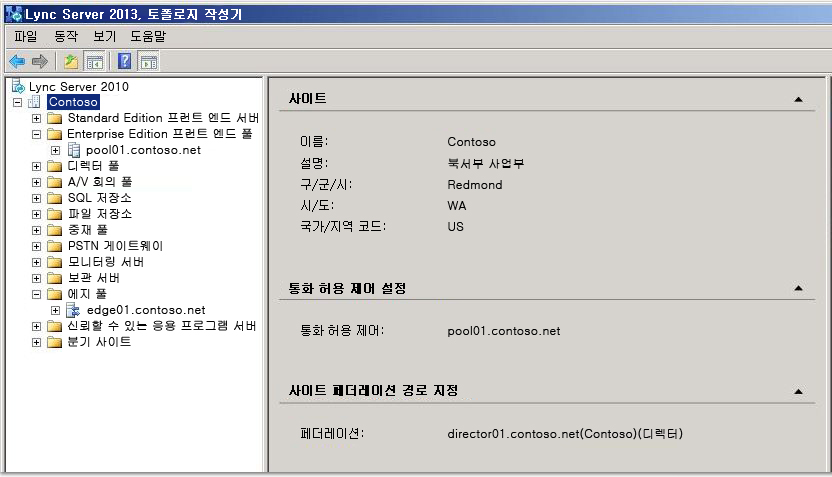 Lync Server 2013, 토폴로지 작성기
파일 동작 보기 도움말
Lync Server 2010
Contoso
Standard Edition 프런트 엔드 서버
Enterprise Edition 프런트 엔드 풀
pool01.contoso.net
디렉터 풀
A/V 회의 풀
SQL 저장소
파일 저장소
중재 풀
PSTN 게이트웨이
모니터링 서버
보관 서버
에지 풀
edge01.contoso.net
신뢰할 수 있는 응용 프로그램 서버
분기 사이트
사이트
이름: Contoso
설명: 북서부 사업부
구/군/시: Redmond
시/도: WA
국가/지역 코드: US
통화 허용 제어 설정
통화 허용 제어: pool01.contoso.net
사이트 페더레이션 경로 지정
페더레이션: director01.contoso.net(Contoso)(디렉터)